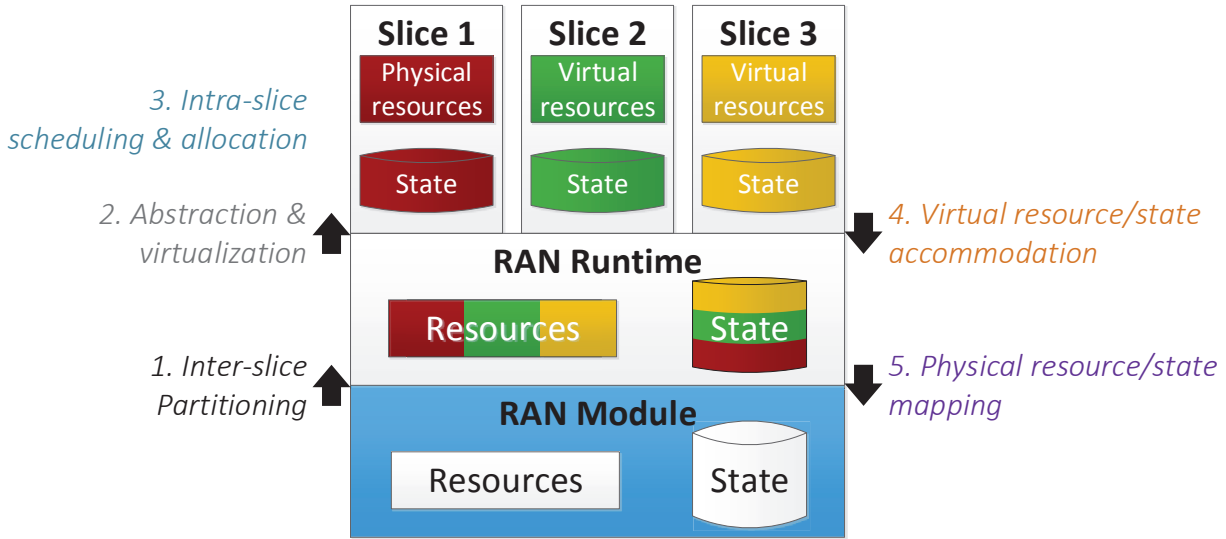 Slice 1
Slice 2
Slice 3
Physical
resources
Virtual
resources
Virtual
resources
3. Intra-slice
scheduling & allocation
State
State
State
2. Abstraction &
virtualization
4. Virtual resource/state
accommodation
RAN Runtime
Resources
State
1. Inter-slice
Partitioning
5. Physical resource/state
mapping
RAN Module
Resources
State